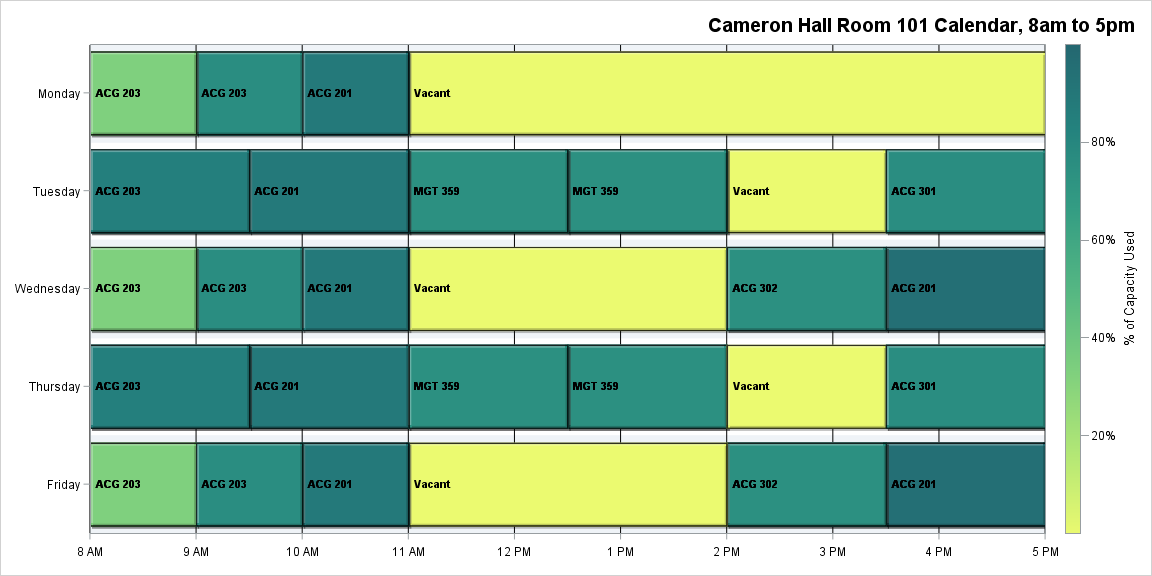 Cameron Hall Room 101 Calendar, 8am to 5pm
Monday
ACG 203
ACG 203
ACG 201
Vacant
Tuesday
ACG 203
ACG 201
MGT 359
MGT 359
Vacant
ACG 301
Wednesday
ACG 203
ACG 203
ACG 201
Vacant
ACG 302
ACG 201
Thursday
ACG 203
ACG 201
MGT 359
MGT 359
Vacant
ACG 301
Friday
ACG 203
ACG 203
ACG 201
Vacant
ACG 302
ACG 201
8 AM
9 AM
10 AM
11 AM
12 PM
1 PM
2 PM
3 PM
4 PM
5 PM
80%
60%
40%
20%
% of Capacity Used